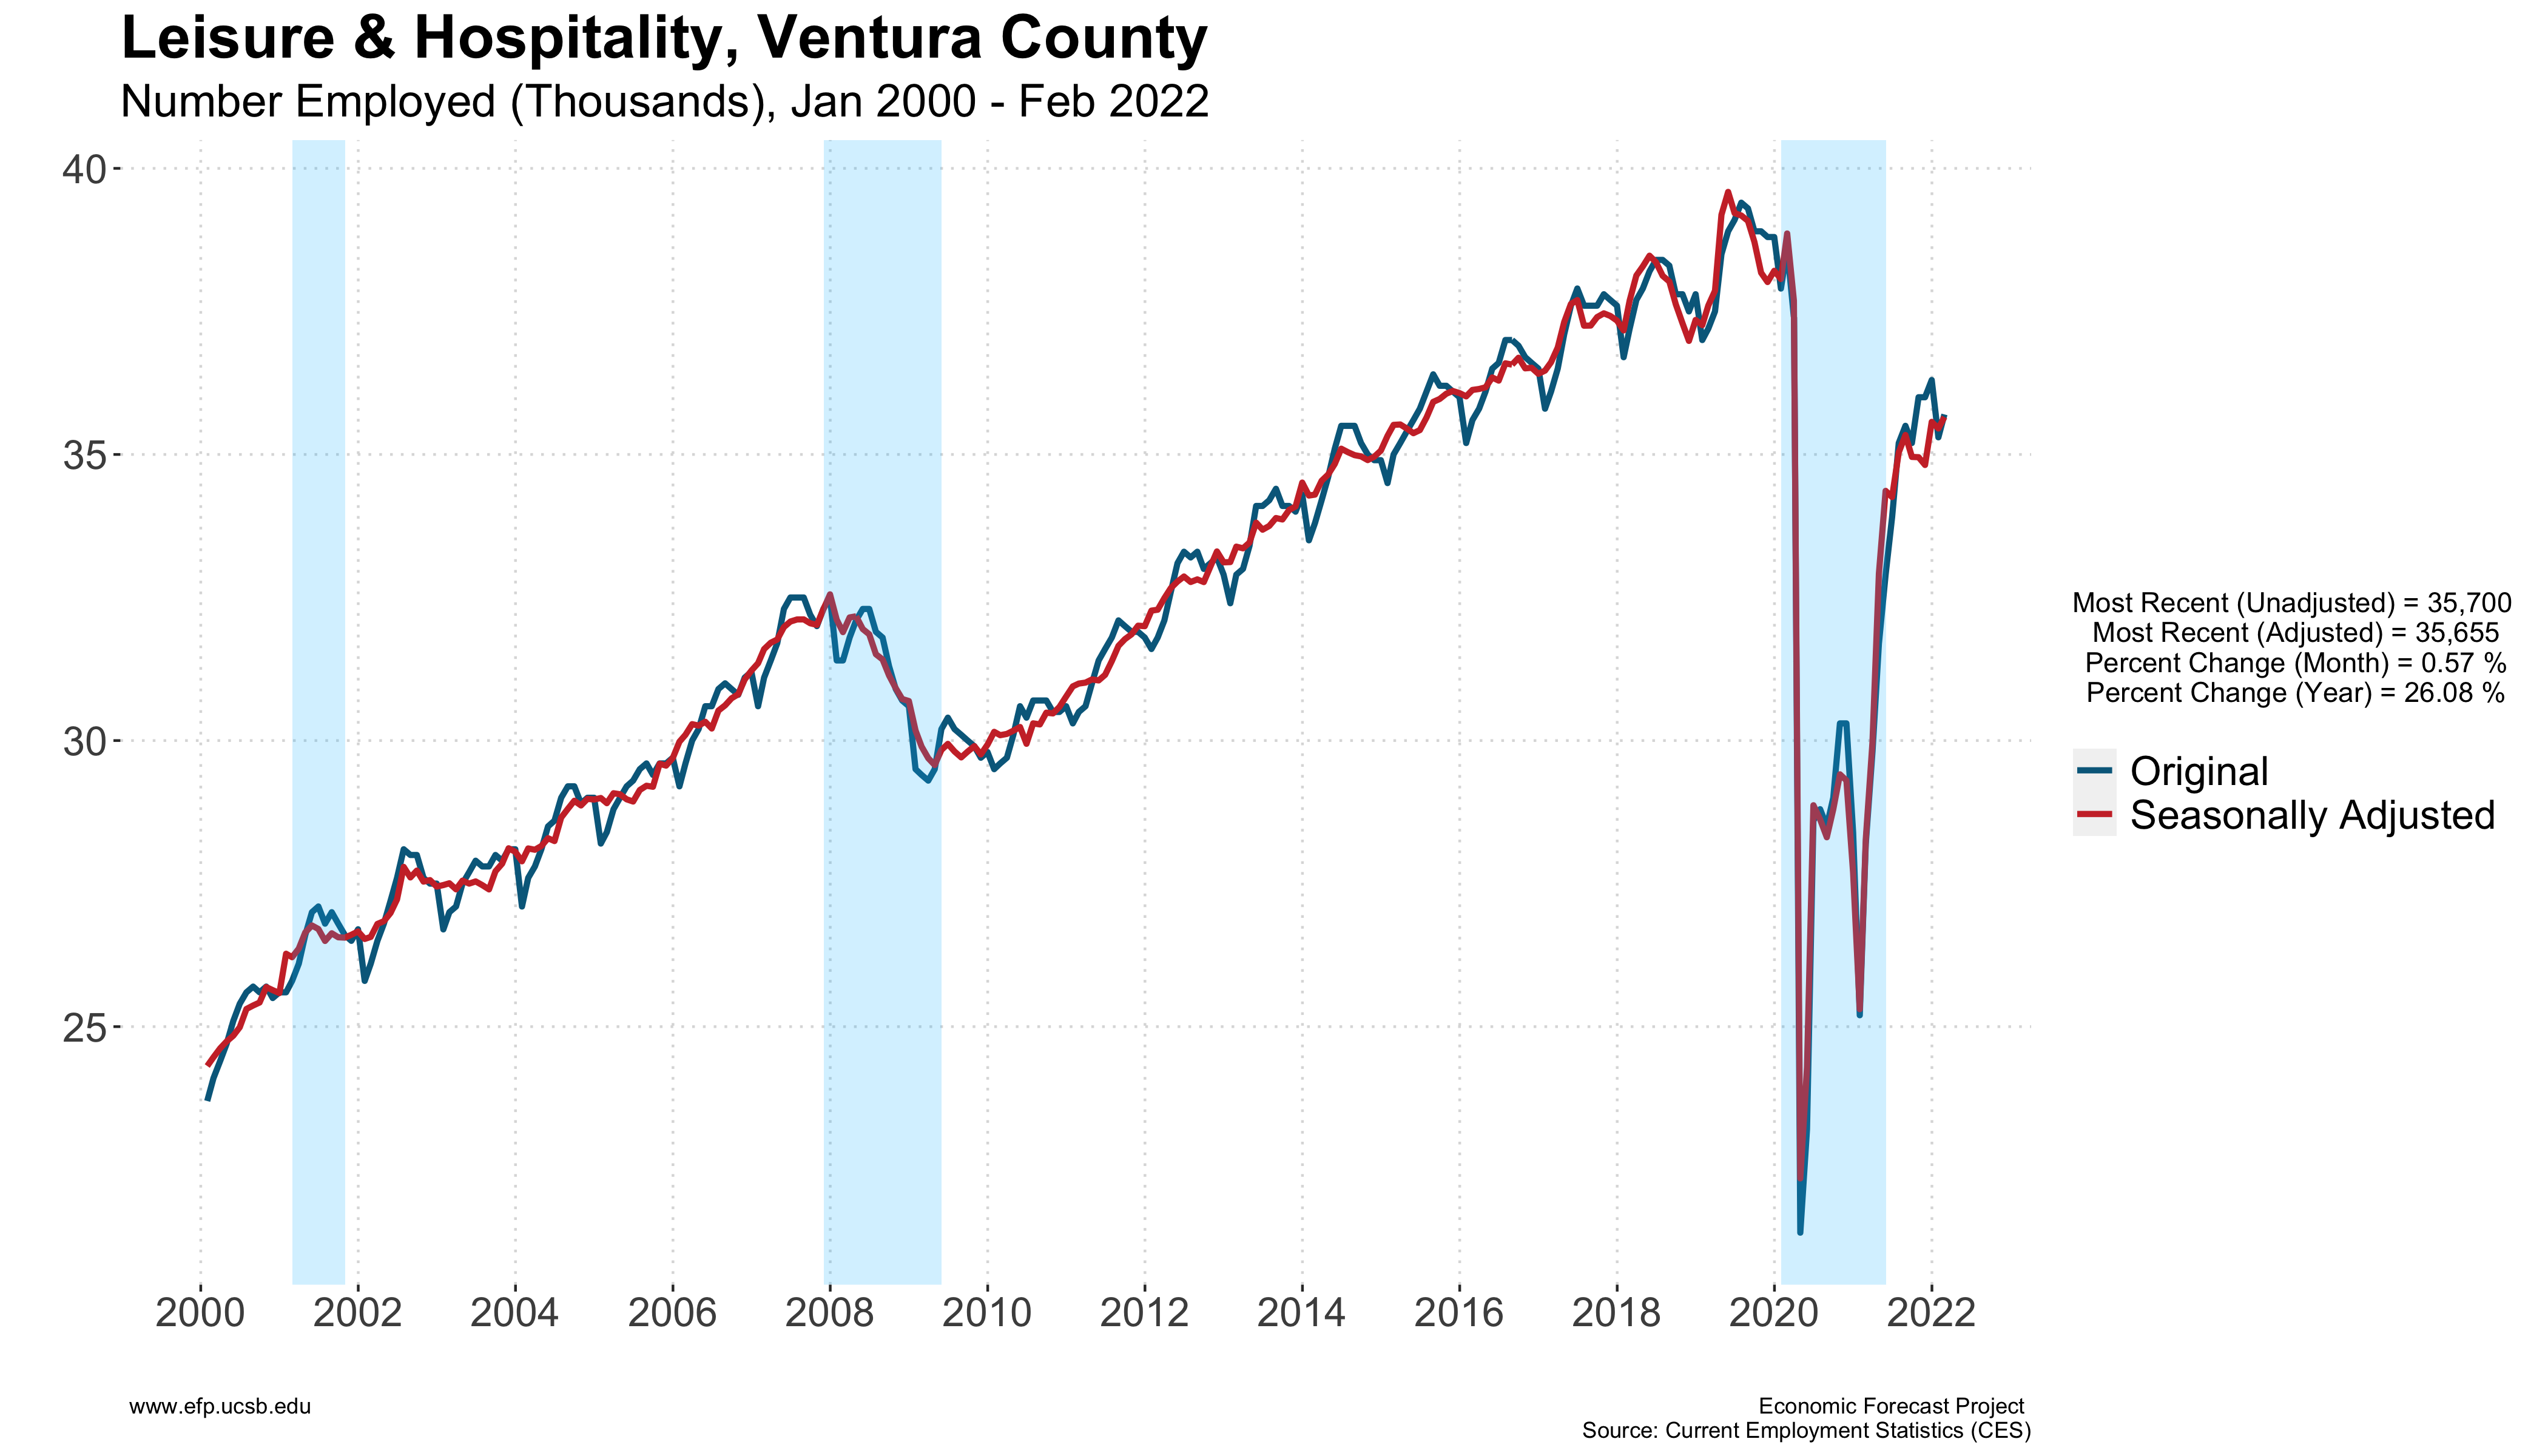 Leisure & Hospitality, Ventura County
Number Employed (Thousands), Jan 2000 - Feb 2022
40
35
30
25
2000 2002 2004 2006 2008 2010 2012 2014 2016 2018 2020 2022
Most Recent (Unadjusted) = 35,700
Most Recent (Adjusted) = 35,655
Percent Change (Month) = 0.57 %
Percent Change (Year) = 26.08 %
Original
Seasonally Adjusted
www.efp.ucsb.edu
Economic Forecast Project
Source: Current Employment Statistics (CES)